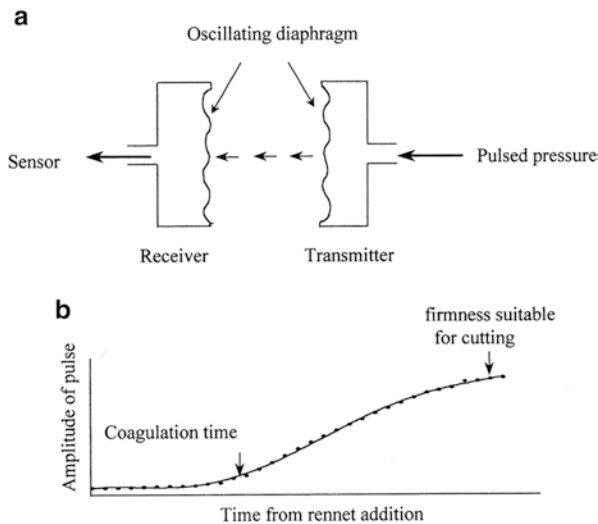 a
Oscillating diaphragm
Sensor
Pulsed pressure
Receiver
Transmitter
b
firmness suitable
for cutting
Coagulation time
Amplitude of pulse
Time from rennet addition